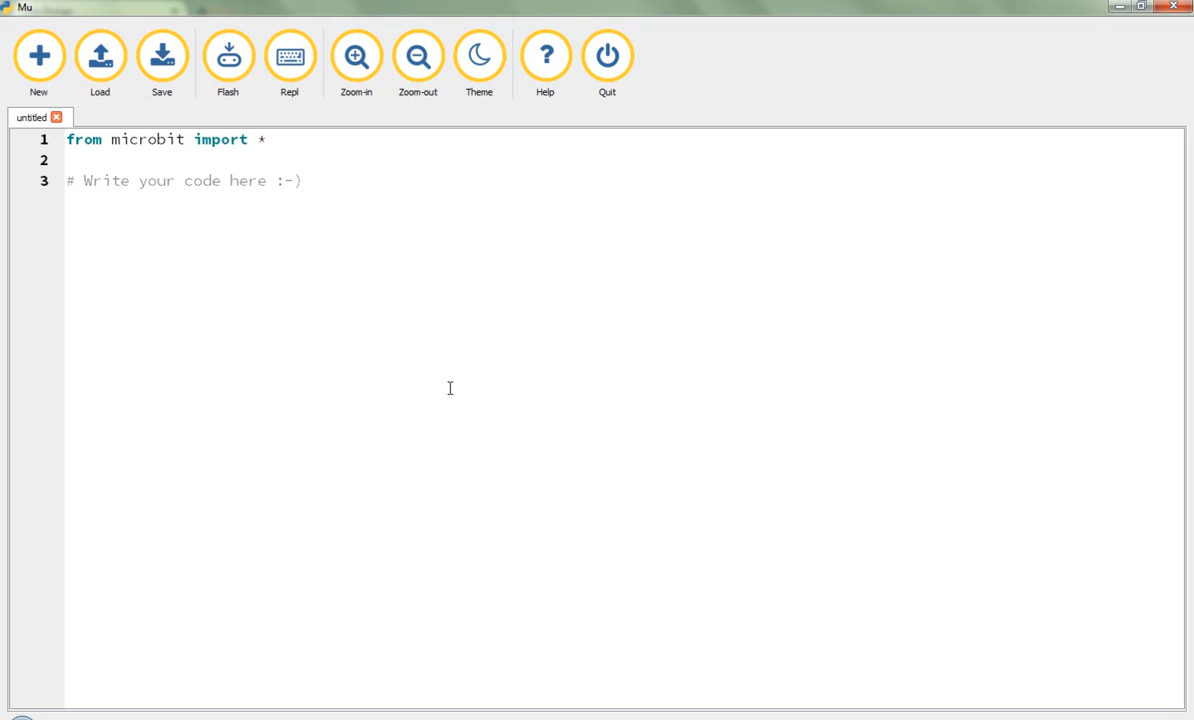 Mu
New Load Save Flash Repl Zoom-in Zoom-out Theme Help Quit
untitled
1 from microbit import *
2
3 # Write your code here :-)